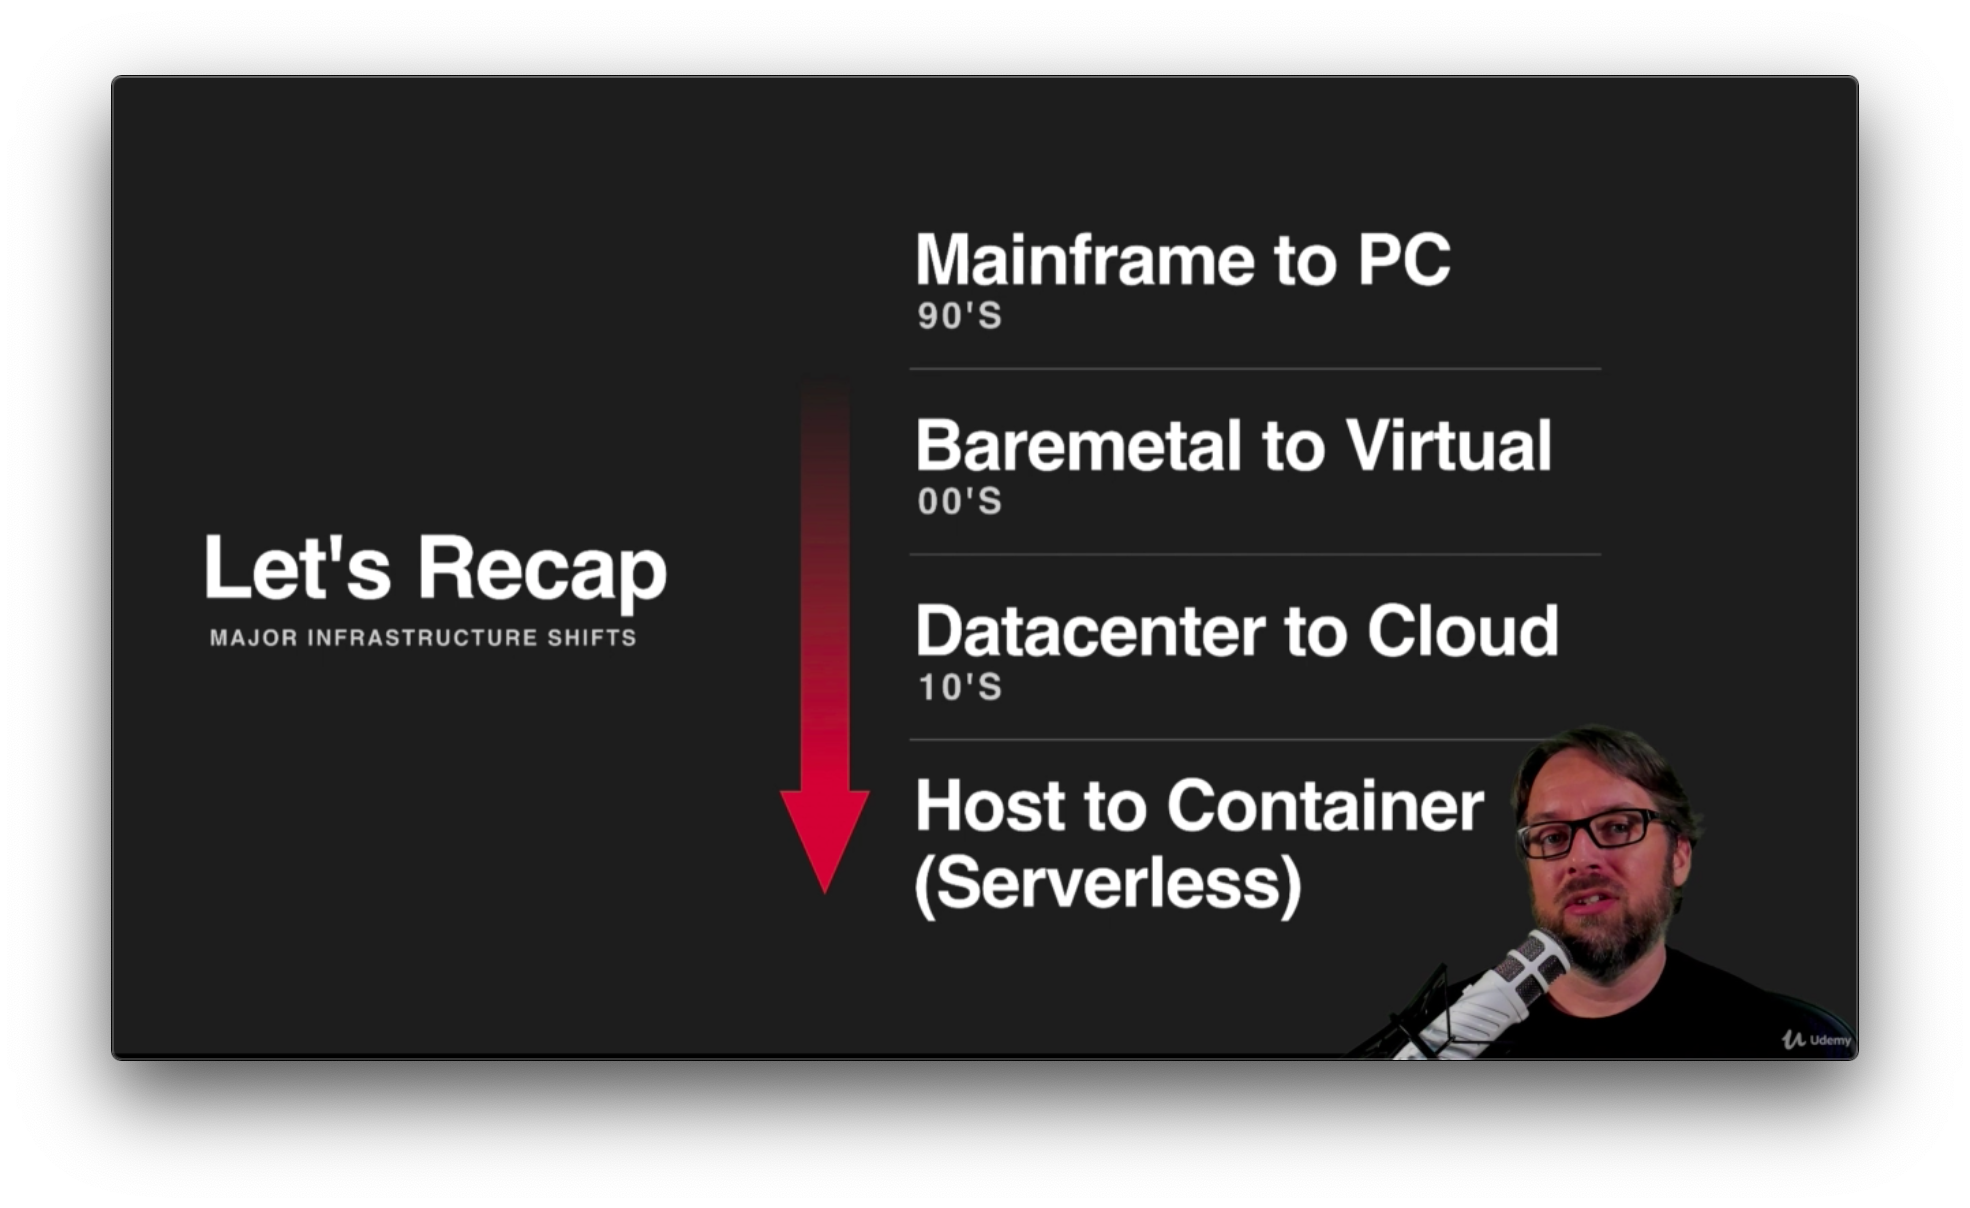 Let's Recap
MAJOR INFRASTRUCTURE SHIFTS
Mainframe to PC
90'S
Baremetal to Virtual
00'S
Datacenter to Cloud
10'S
Host to Container
(Serverless)
Udemy